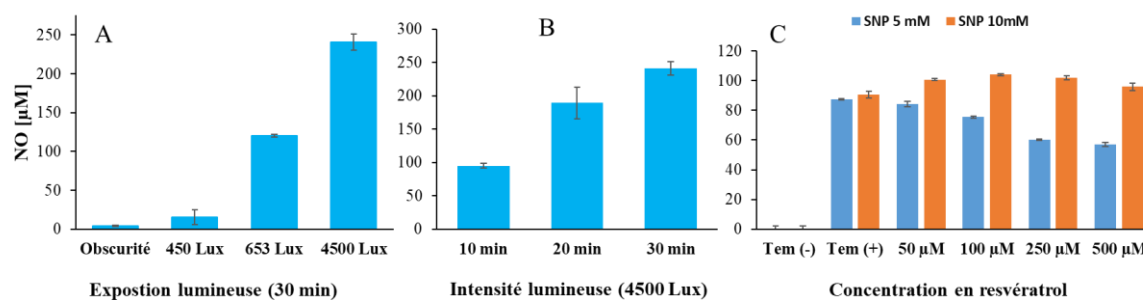 A
NO [µM]
250
200
150
100
50
0
Obscurité 450 Lux 653 Lux 4500 Lux
Expostion lumineuse (30 min)
B
300
250
200
150
100
50
0
10 min 20 min 30 min
Intensité lumineuse (4500 Lux)
SNP 5 mM SNP 10mM
C
120
100
80
60
40
20
0
Tem (-) Tem (+) 50 µM 100 µM 250 µM 500 µM
Concentration en resvératrol